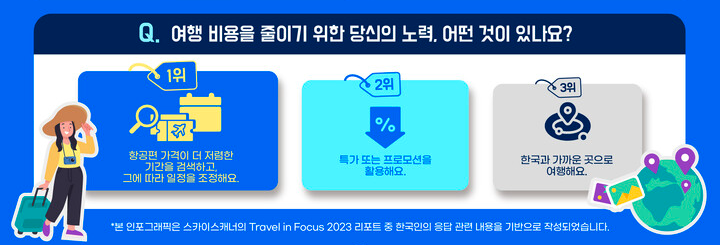 Q. 여행 비용을 줄이기 위한 당신의 노력, 어떤 것이 있나요?
1위
항공편 가격이 더 저렴한
기간을 검색하고,
그에 따라 일정을 조정해요.
2위
%
특가 또는 프로모션을
활용해요.
3위
한국과 가까운 곳으로
여행해요.
*본 인포그래픽은 스카이스캐너의 Travel in Focus 2023 리포트 중 한국인의 응답 관련 내용을 기반으로 작성되었습니다.